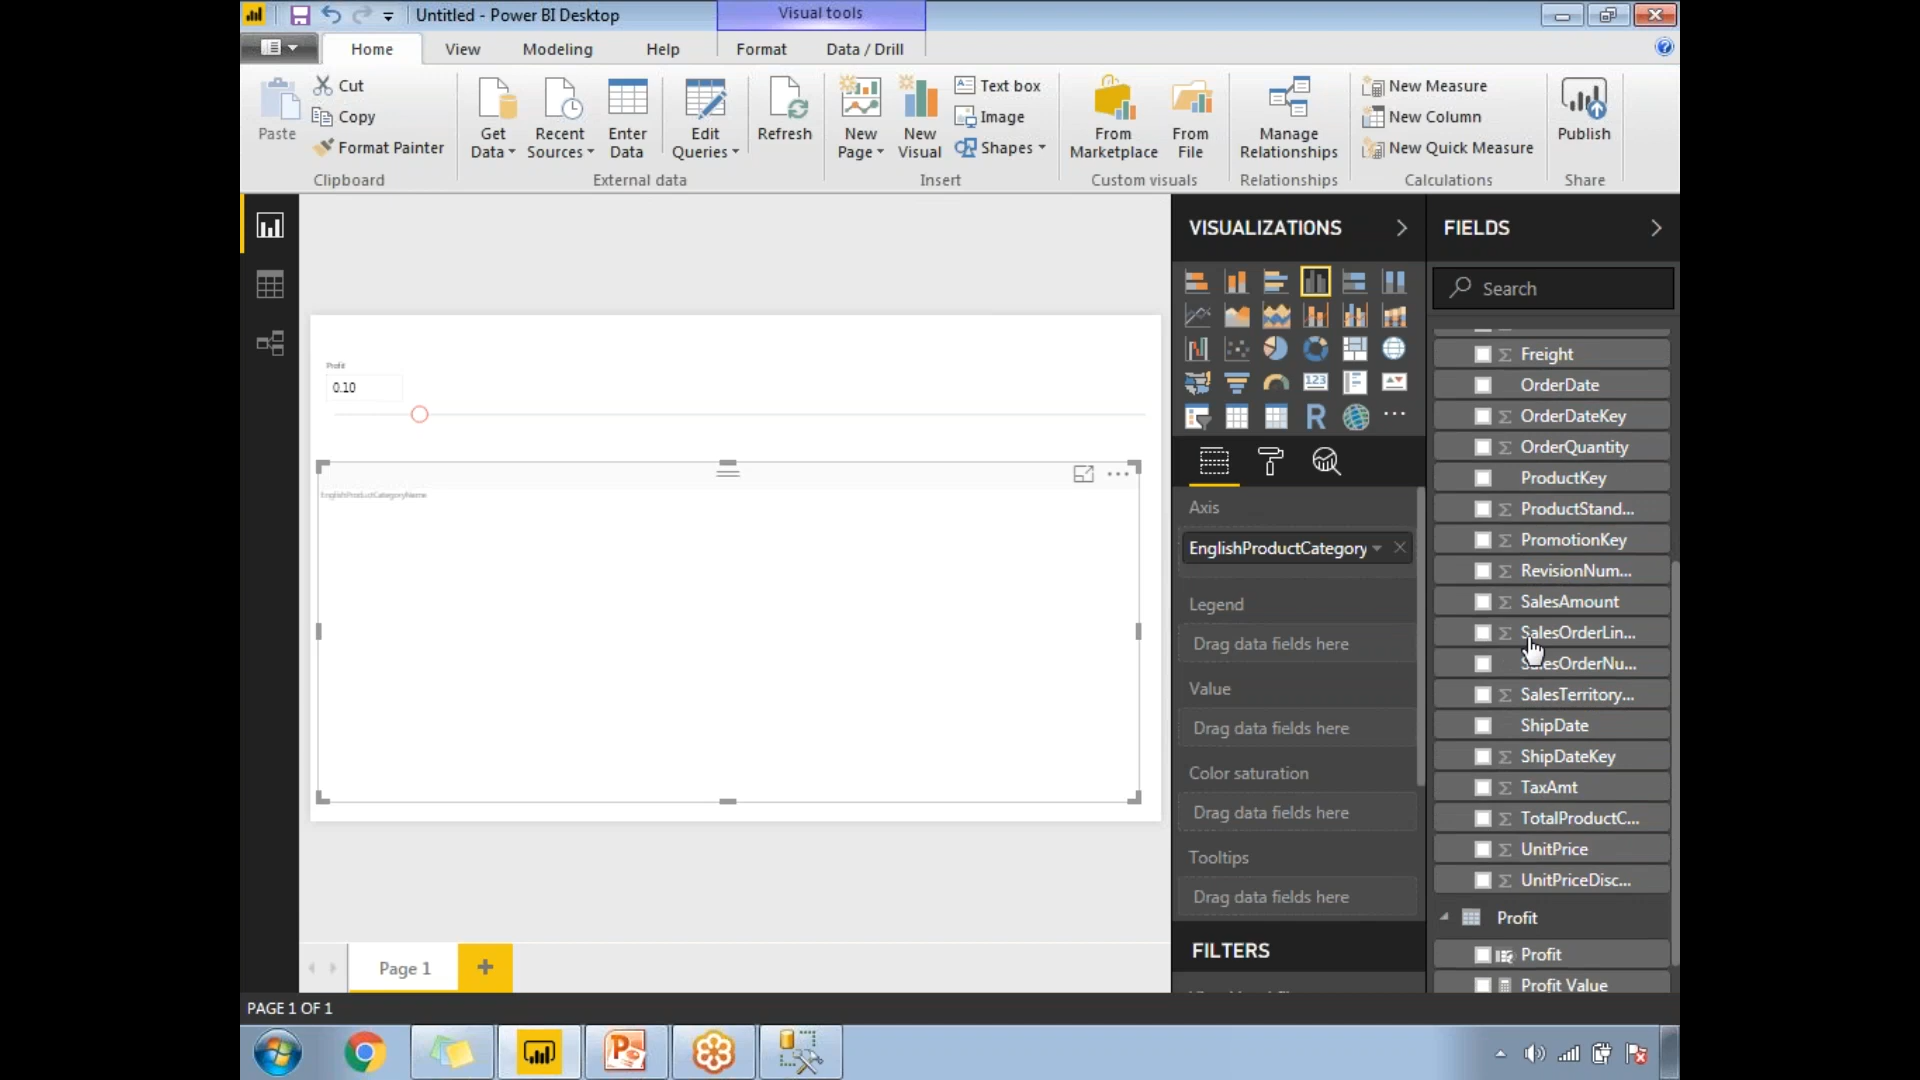 Untitled - Power BI Desktop
Visual tools
Home
View
Modeling
Help
Format
Data / Drill
Paste
Cut
Copy
Format Painter
Clipboard
Get Data
Recent Sources
Enter Data
Edit Queries
Refresh
External data
New Page
New Visual
Text box
Image
Shapes
Insert
From Marketplace
From File
Custom visuals
Manage Relationships
Relationships
New Measure
New Column
New Quick Measure
Calculations
Publish
Share
VISUALIZATIONS
FIELDS
Search
Profit
0.10
EnglishProductCategoryName
123
R
Axis
EnglishProductCategory
Legend
Drag data fields here
Value
Drag data fields here
Color saturation
Drag data fields here
Tooltips
Drag data fields here
FILTERS
Freight
OrderDate
OrderDateKey
OrderQuantity
ProductKey
ProductStand...
PromotionKey
RevisionNum...
SalesAmount
SalesOrderLin...
SalesOrderNu...
SalesTerritory...
ShipDate
ShipDateKey
TaxAmt
TotalProductC...
UnitPrice
UnitPriceDisc...
Profit
Profit
Profit Value
Page 1
PAGE 1 OF 1